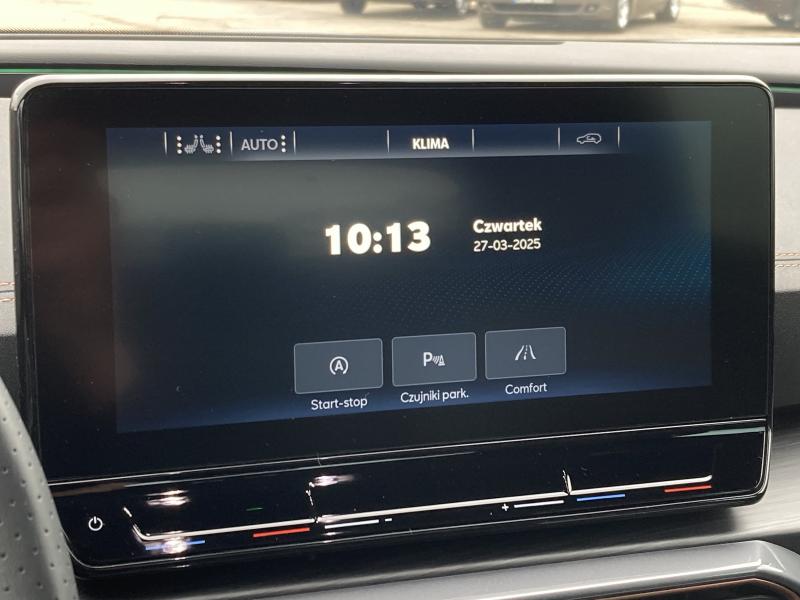 AUTO KLIMA
10:13
Czwartek
27-03-2025
A P
Start-stop Czujniki park. Comfort
+ -